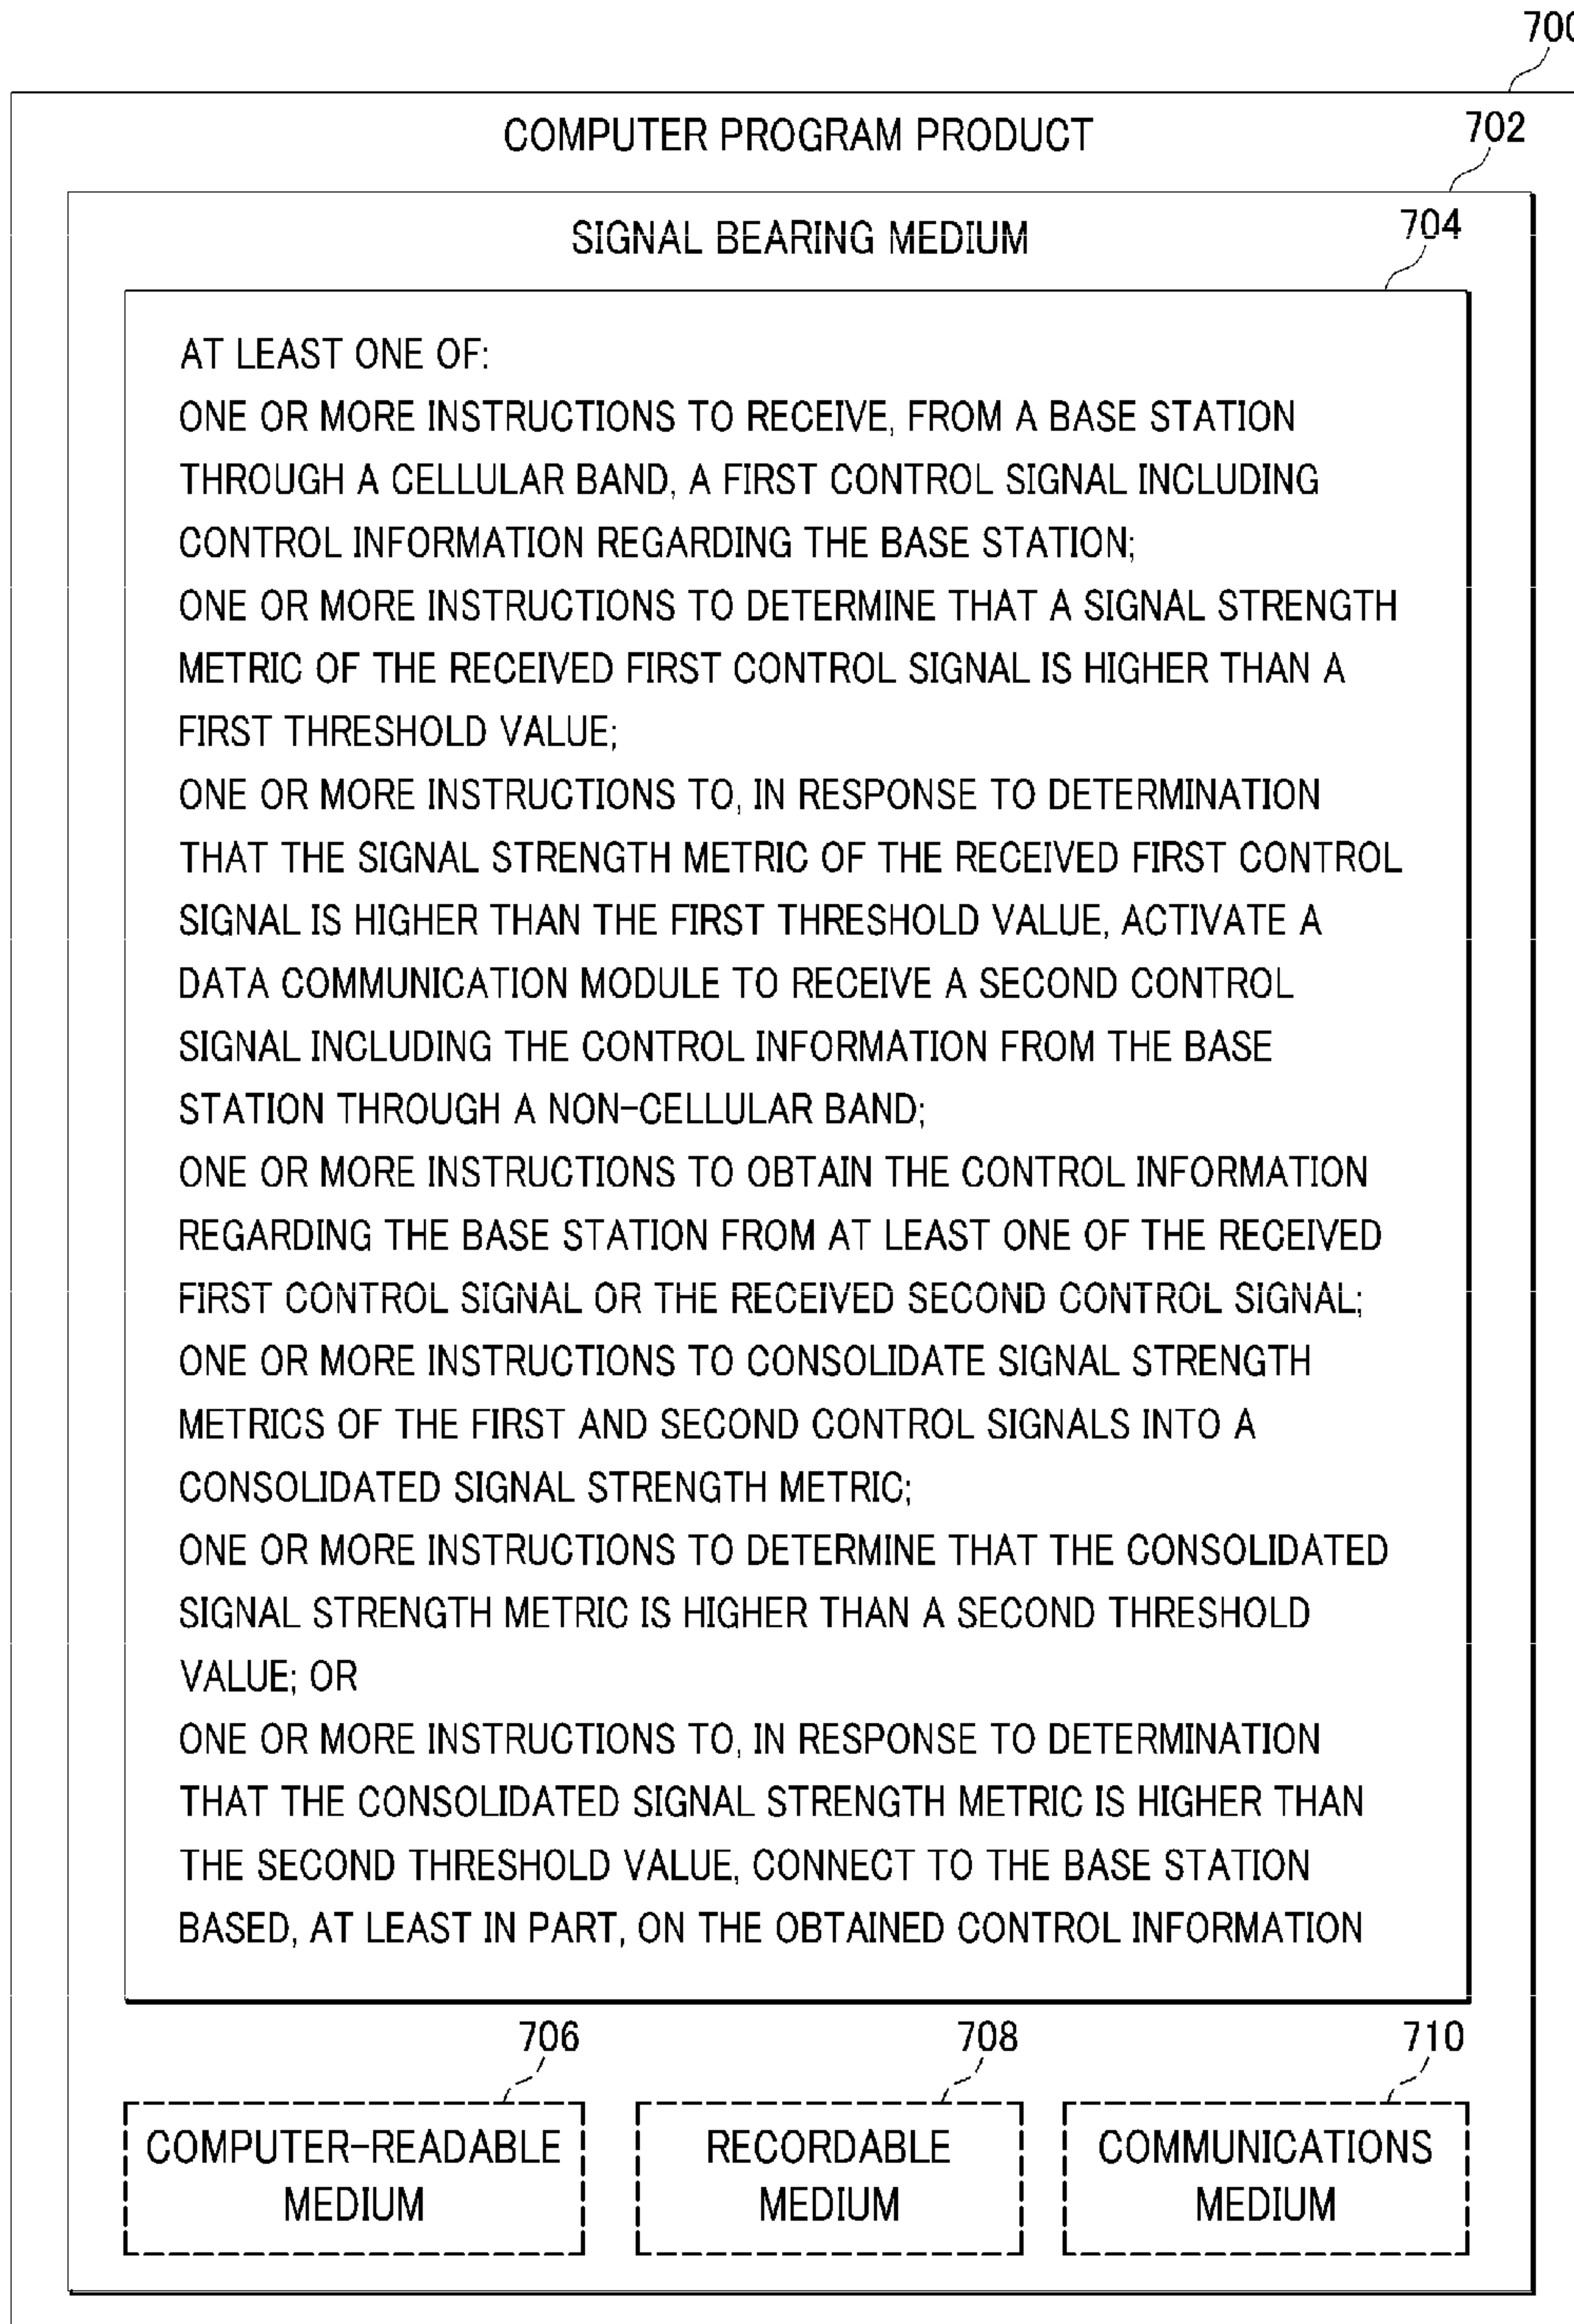 700
COMPUTER PROGRAM PRODUCT
702
SIGNAL BEARING MEDIUM
704
AT LEAST ONE OF:
ONE OR MORE INSTRUCTIONS TO RECEIVE, FROM A BASE STATION
THROUGH A CELLULAR BAND, A FIRST CONTROL SIGNAL INCLUDING
CONTROL INFORMATION REGARDING THE BASE STATION;
ONE OR MORE INSTRUCTIONS TO DETERMINE THAT A SIGNAL STRENGTH
METRIC OF THE RECEIVED FIRST CONTROL SIGNAL IS HIGHER THAN A
FIRST THRESHOLD VALUE;
ONE OR MORE INSTRUCTIONS TO, IN RESPONSE TO DETERMINATION
THAT THE SIGNAL STRENGTH METRIC OF THE RECEIVED FIRST CONTROL
SIGNAL IS HIGHER THAN THE FIRST THRESHOLD VALUE, ACTIVATE A
DATA COMMUNICATION MODULE TO RECEIVE A SECOND CONTROL
SIGNAL INCLUDING THE CONTROL INFORMATION FROM THE BASE
STATION THROUGH A NON-CELLULAR BAND;
ONE OR MORE INSTRUCTIONS TO OBTAIN THE CONTROL INFORMATION
REGARDING THE BASE STATION FROM AT LEAST ONE OF THE RECEIVED
FIRST CONTROL SIGNAL OR THE RECEIVED SECOND CONTROL SIGNAL;
ONE OR MORE INSTRUCTIONS TO CONSOLIDATE SIGNAL STRENGTH
METRICS OF THE FIRST AND SECOND CONTROL SIGNALS INTO A
CONSOLIDATED SIGNAL STRENGTH METRIC;
ONE OR MORE INSTRUCTIONS TO DETERMINE THAT THE CONSOLIDATED
SIGNAL STRENGTH METRIC IS HIGHER THAN A SECOND THRESHOLD
VALUE; OR
ONE OR MORE INSTRUCTIONS TO, IN RESPONSE TO DETERMINATION
THAT THE CONSOLIDATED SIGNAL STRENGTH METRIC IS HIGHER THAN
THE SECOND THRESHOLD VALUE, CONNECT TO THE BASE STATION
BASED, AT LEAST IN PART, ON THE OBTAINED CONTROL INFORMATION
706
708
710
COMPUTER-READABLE
MEDIUM
RECORDABLE
MEDIUM
COMMUNICATIONS
MEDIUM